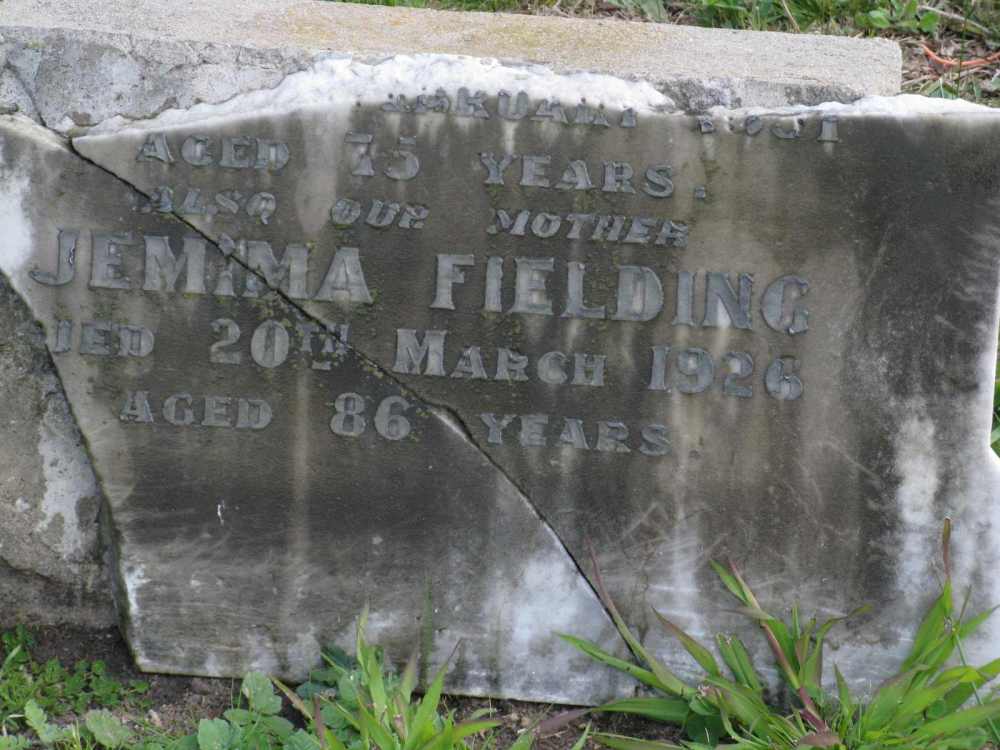 AGED 75 YEARS.
ALSO OUR MOTHER
JEMIMA FIELDING
DIED 20TH MARCH 1926
AGED 86 YEARS